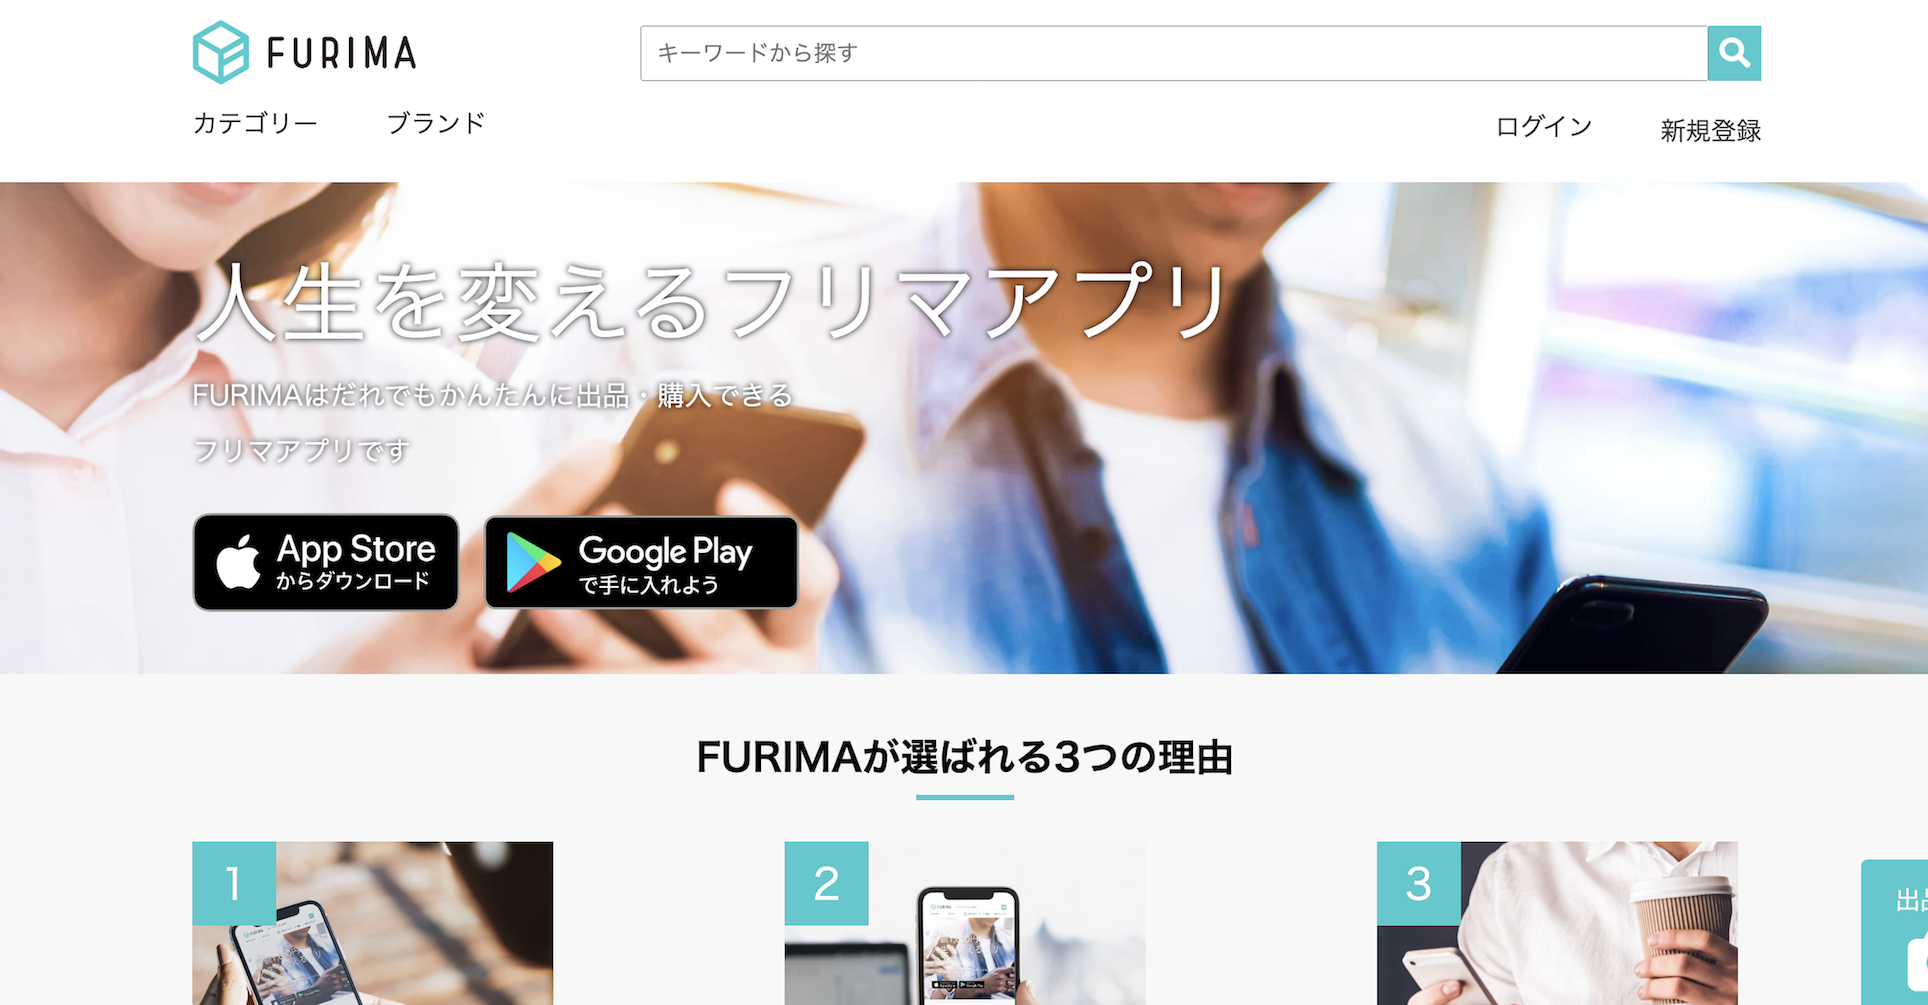 FURIMA
キーワードから探す
カテゴリー
ブランド
ログイン
新規登録
人生を変えるフリマアプリ
FURIMAはだれでもかんたんに出品・購入できる
フリマアプリです
App Store
からダウンロード
Google Play
で手に入れよう
FURIMAが選ばれる3つの理由
1
2
3
FURIMA
出品